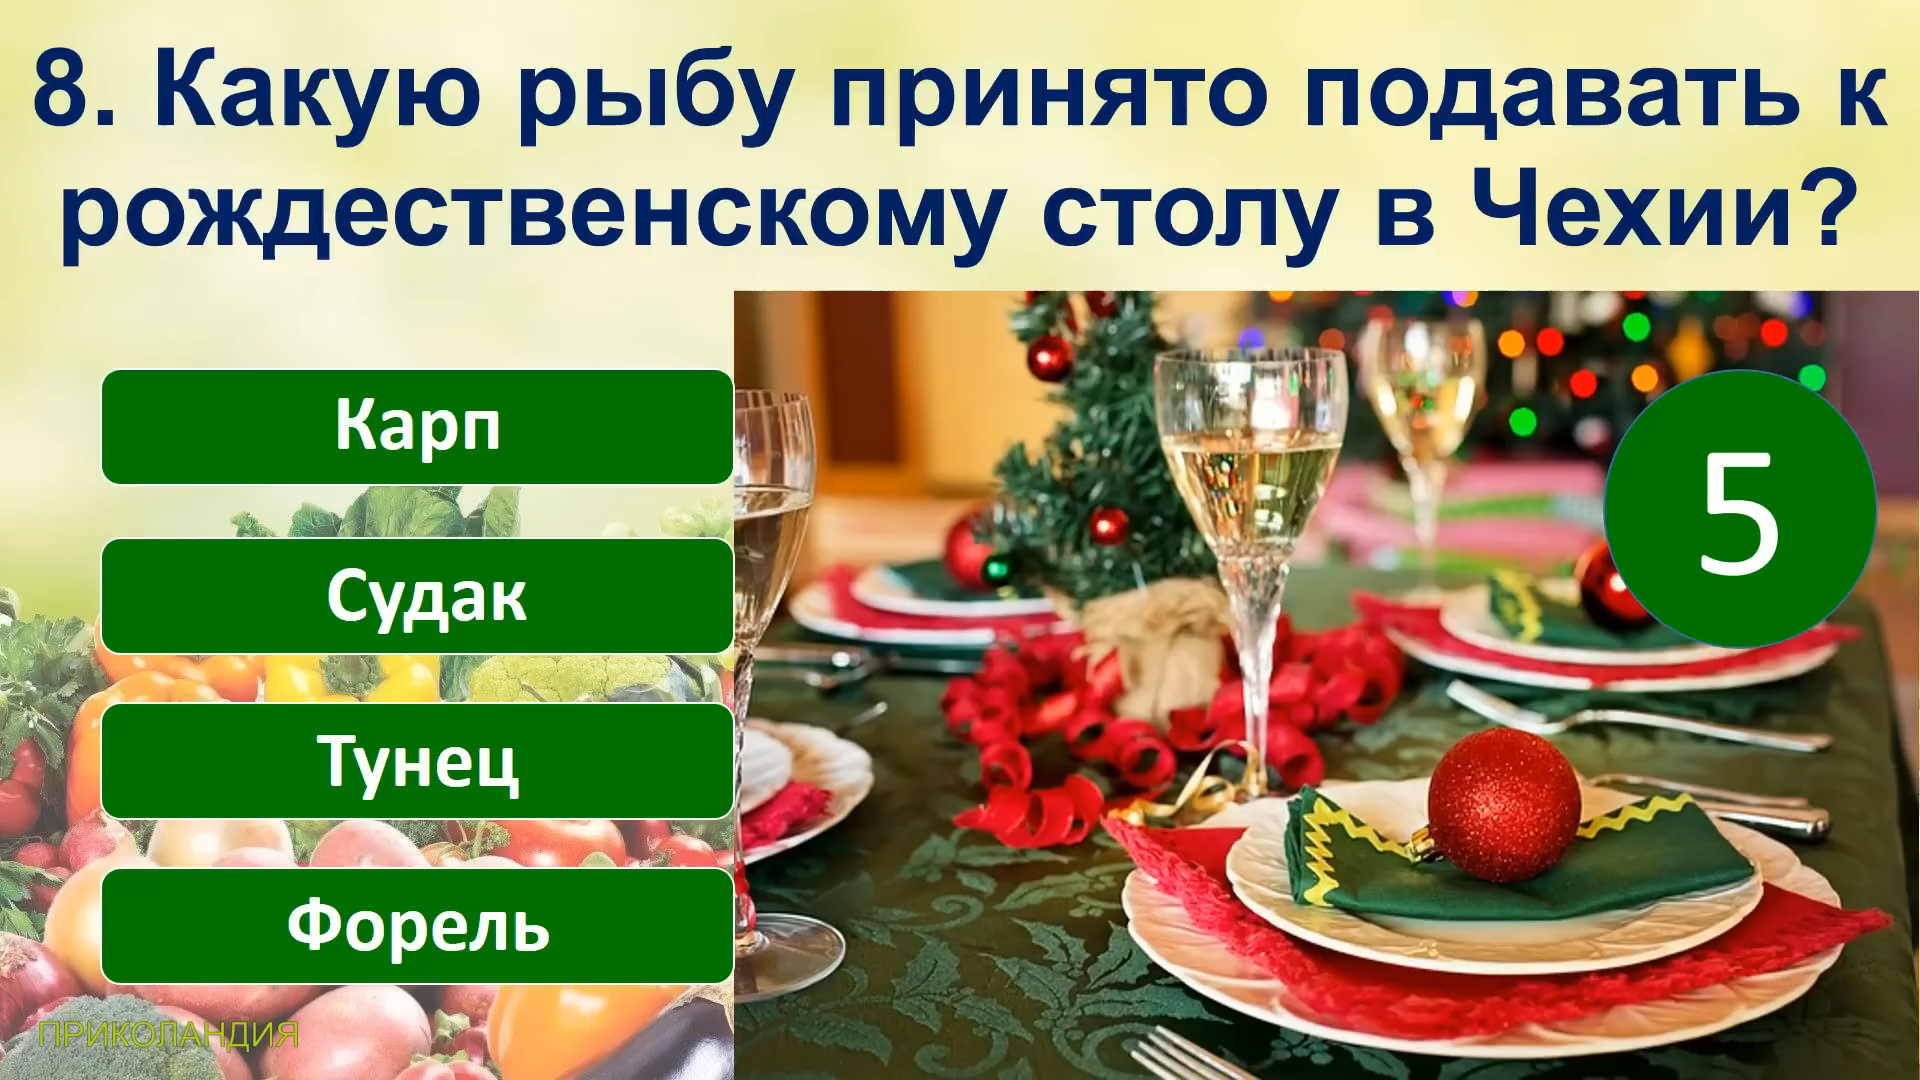 8. Какую рыбу принято подавать к
рождественскому столу в Чехии?
Карп
5
Судак
Тунец
Форель
ПРИКОЛАНДИЯ